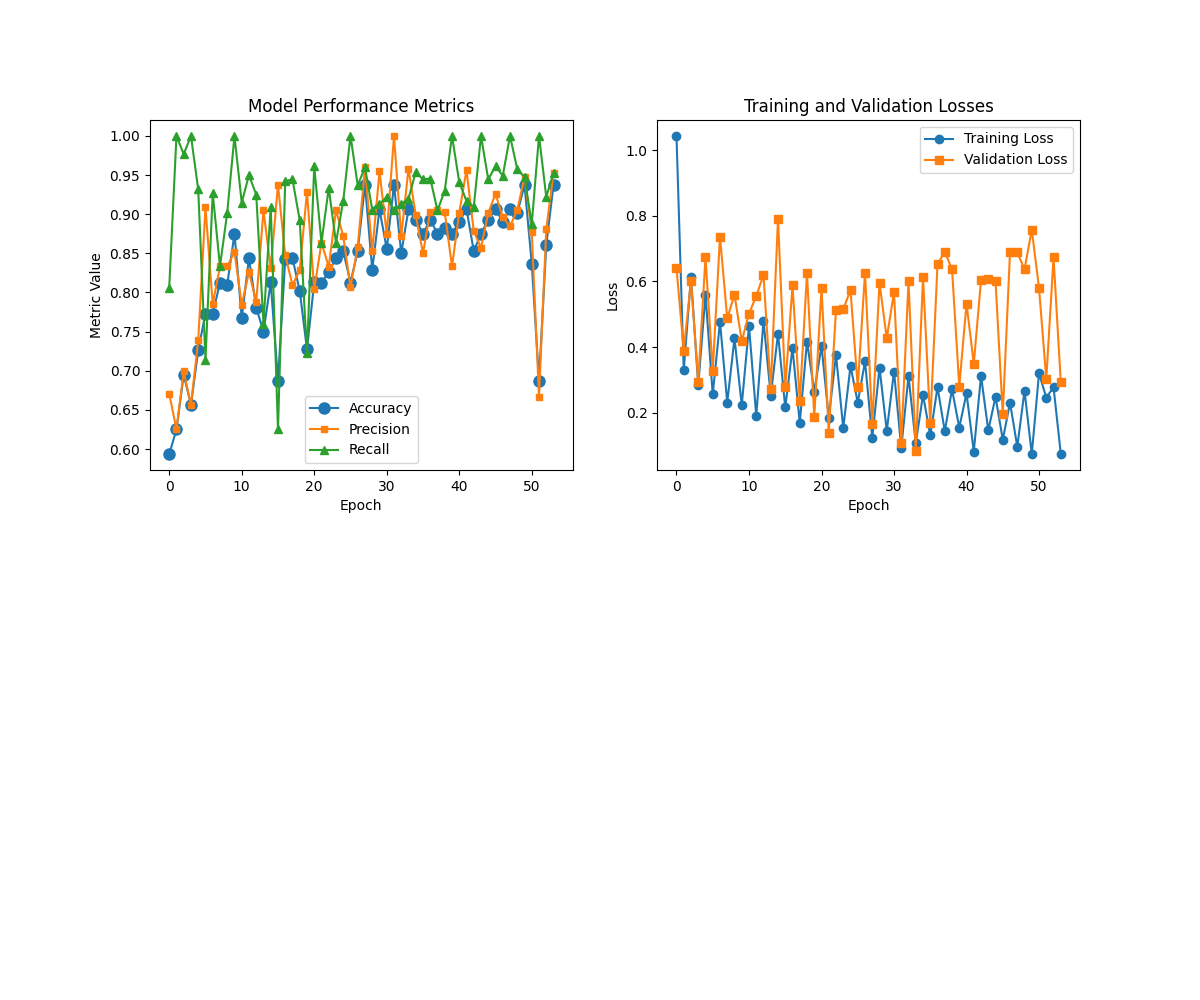 Model Performance Metrics
1.00
0.95
0.90
0.85
0.80
0.75
0.70
0.65
0.60
Metric Value
Accuracy
Precision
Recall
0 10 20 30 40 50
Epoch
Training and Validation Losses
1.0
0.8
0.6
0.4
0.2
Loss
Training Loss
Validation Loss
0 10 20 30 40 50
Epoch